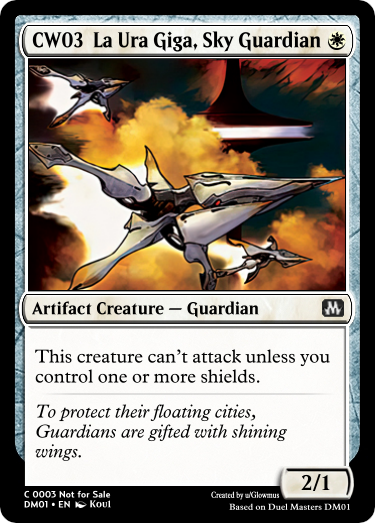 CW03 La Ura Giga, Sky Guardian
Artifact Creature — Guardian
M
This creature can't attack unless you
control one or more shields.
To protect their floating cities,
Guardians are gifted with shining
wings.
2/1
C 0003 Not for Sale
DM01 • EN Koul
Created by u/Glowmus
Based on Duel Masters DM01